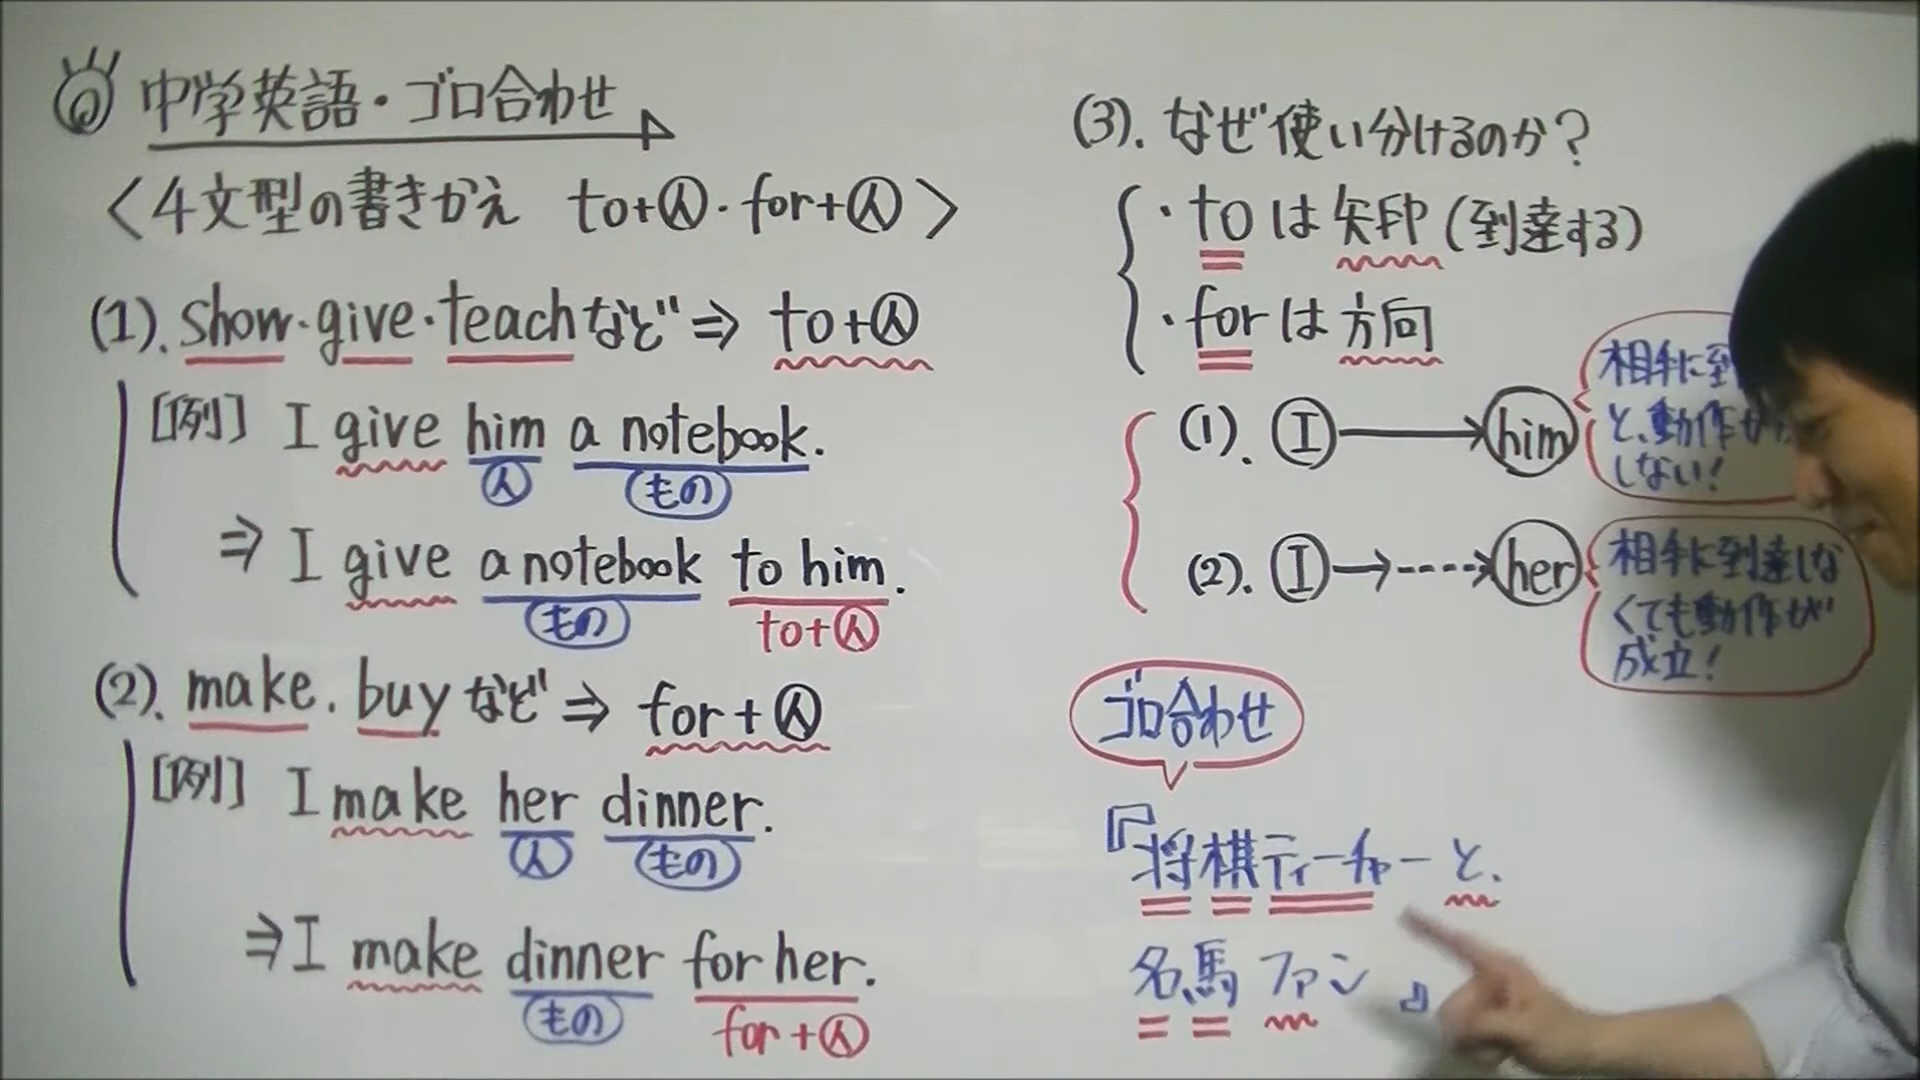 中学英語・ゴロ合わせ
〈4文型の書きかえ to+人・for+人〉
(1). show・give・teachなど⇒ to+人
[例] I give him a notebook.
人 もの
⇒ I give a notebook to him.
もの to+人
(2). make. buyなど⇒ for+人
[例] I make her dinner.
人 もの
⇒I make dinner for her.
もの for+人
(3). なぜ使い分けるのか?
・toは矢印(到達する)
・forは方向
(1). I → him
相手に到
と、動作が
しない!
(2). I → her
相手に到達しな
くても動作が
成立!
ゴロ合わせ
『将棋ティーチャーと、
名馬ファン』